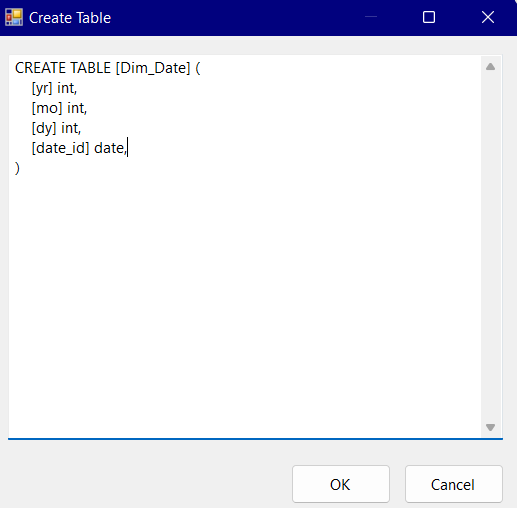 Create Table
CREATE TABLE [Dim_Date] (
[yr] int,
[mo] int,
[dy] int,
[date_id] date,
)
OK
Cancel